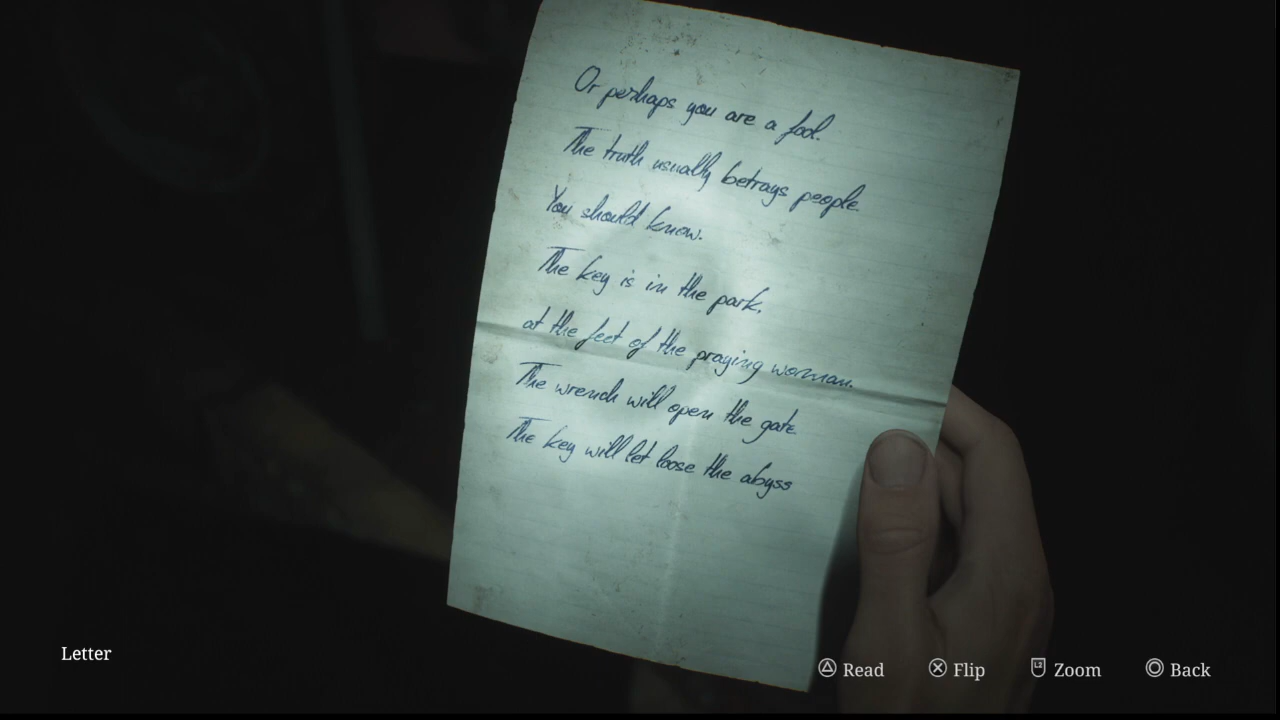 Or perhaps you are a fool.
The truth usually betrays people.
You should know.
The key is in the park,
at the feet of the praying woman.
The wrench will open the gate
The key will let loose the abyss
Letter
Read
Flip
L2
Zoom
Back